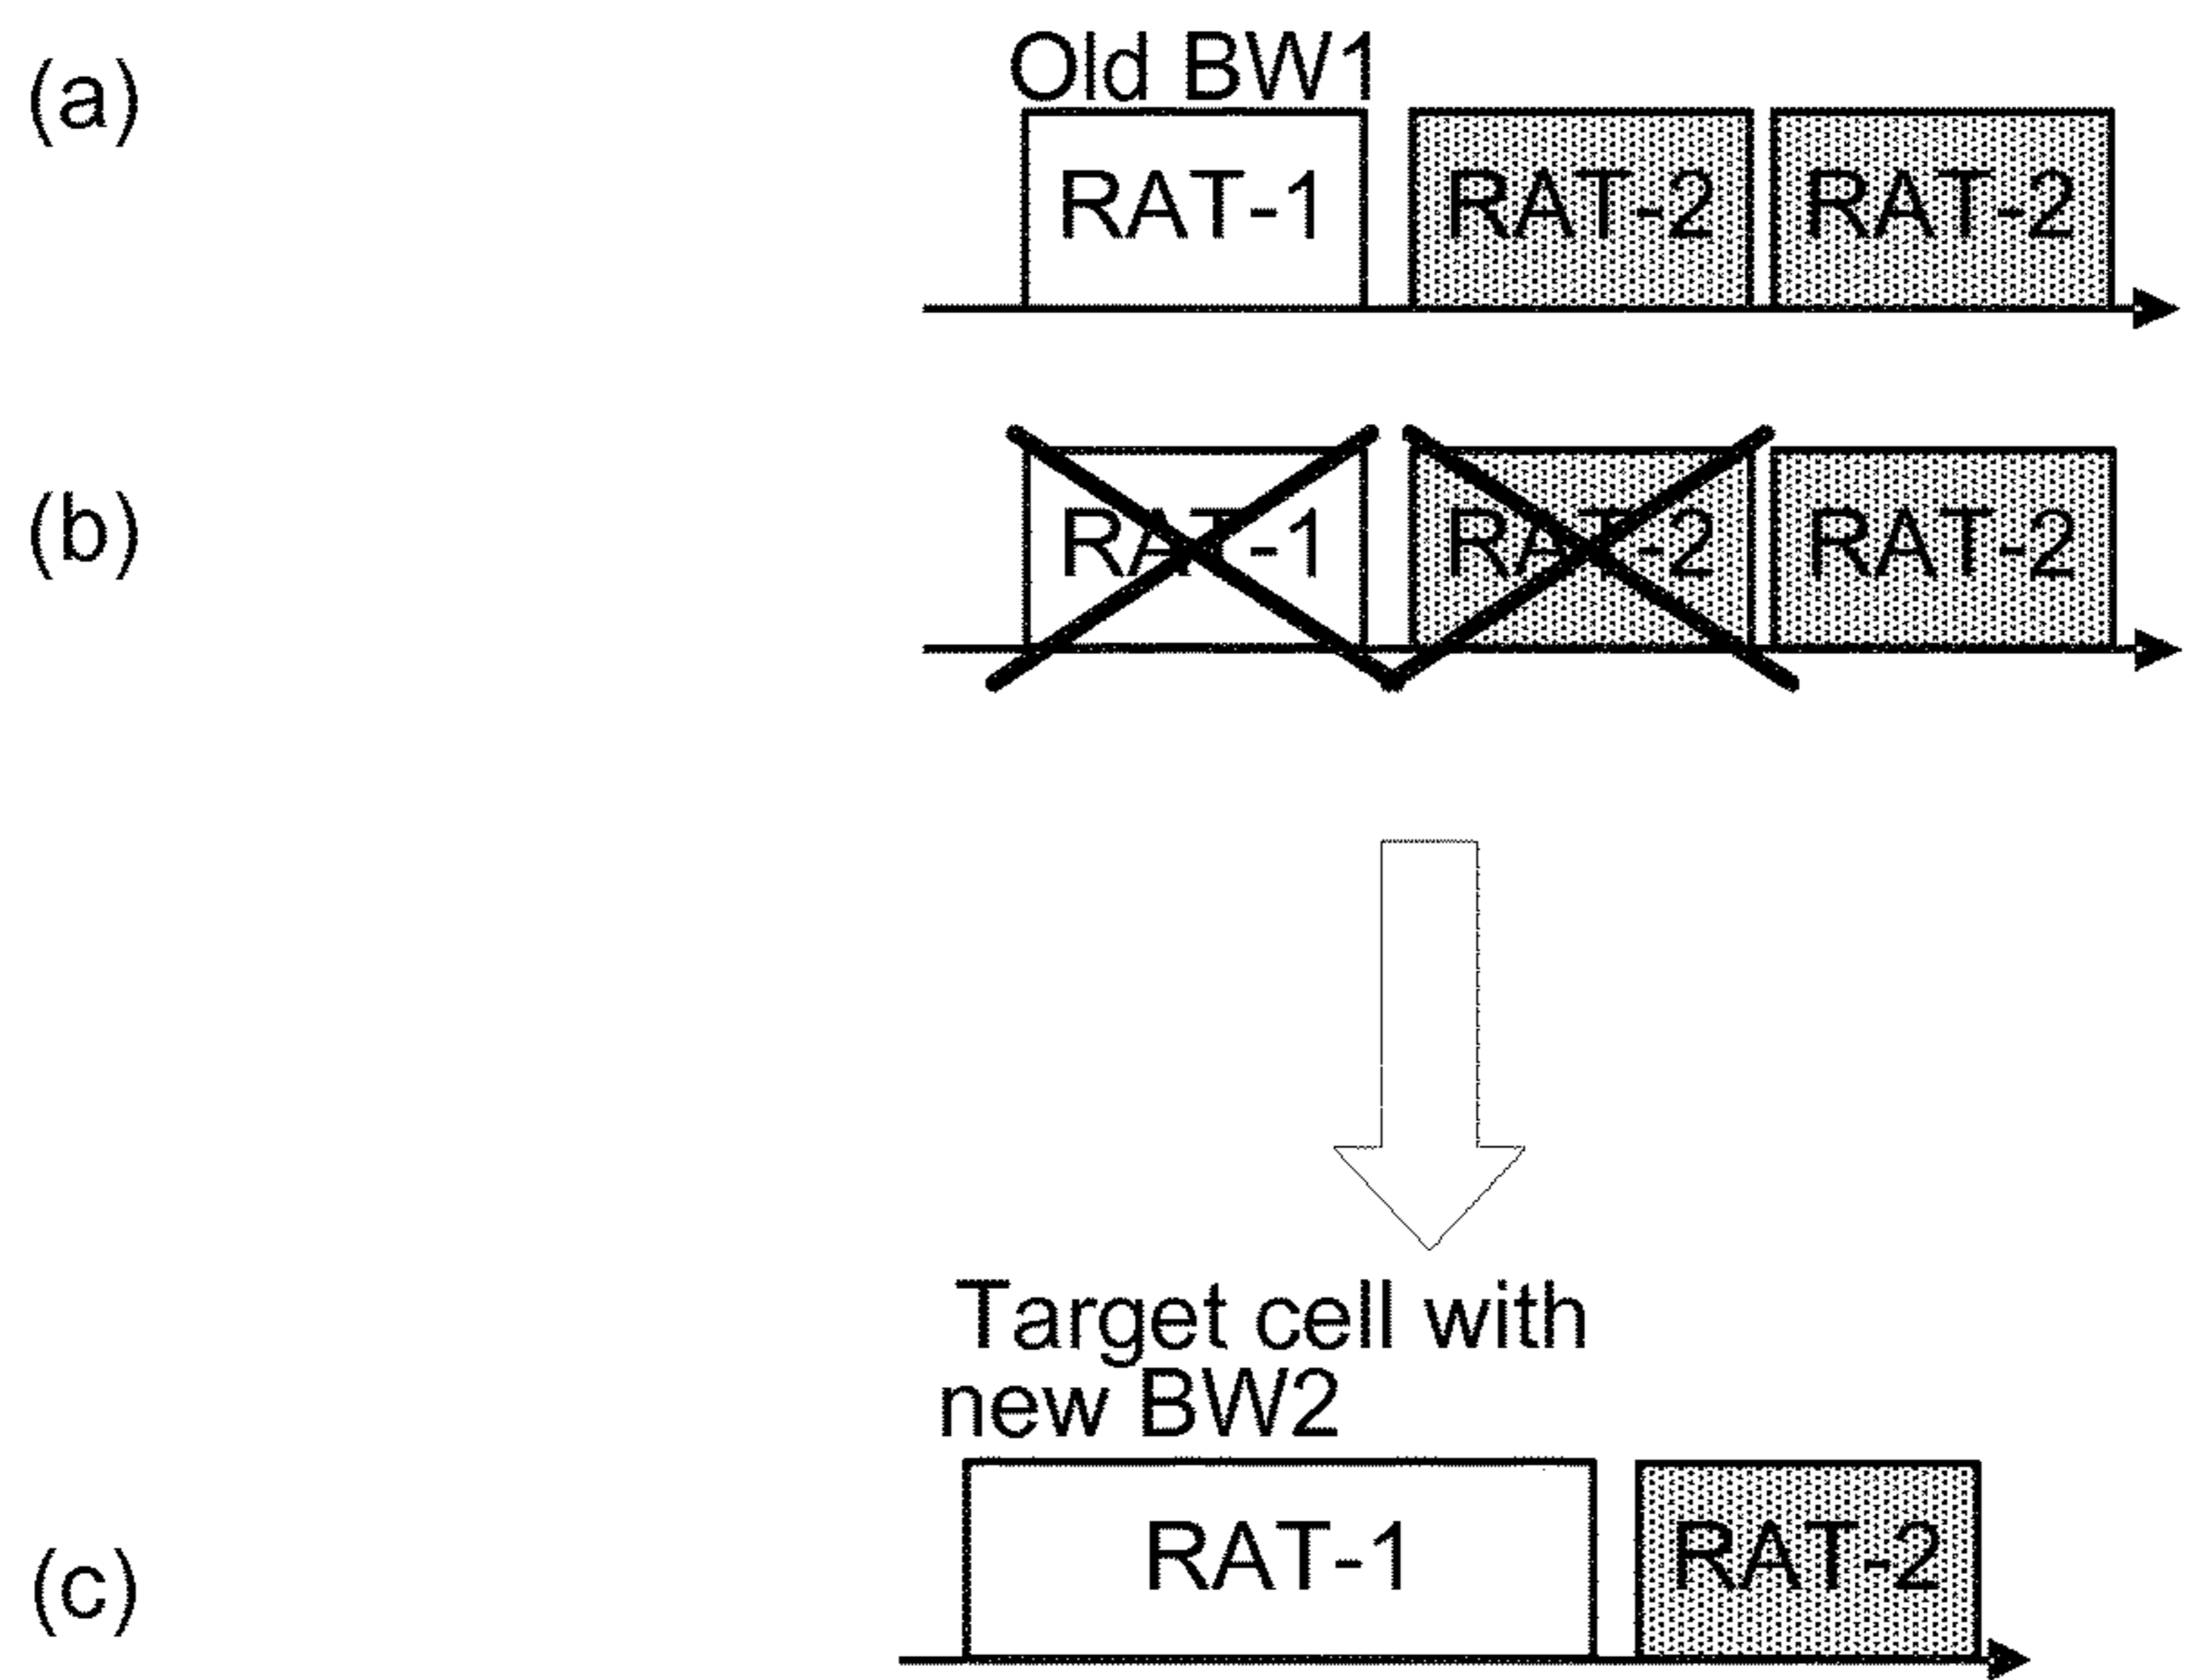 (a)
Old BW1
RAT-1 RAT-2 RAT-2
(b)
RAT-1 RAT-2 RAT-2
Target cell with
new BW2
(c)
RAT-1 RAT-2